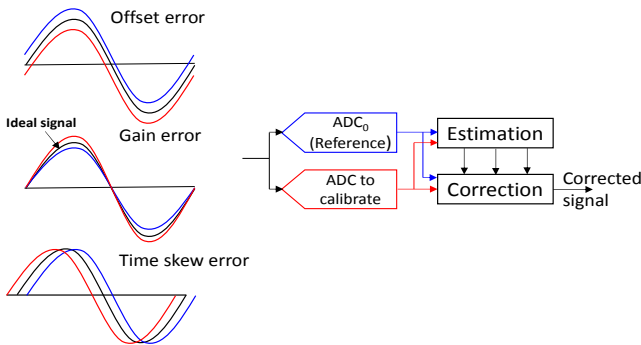 Offset error
Ideal signal
Gain error
Time skew error
ADC₀
(Reference)
ADC to
calibrate
Estimation
Correction
Corrected
signal